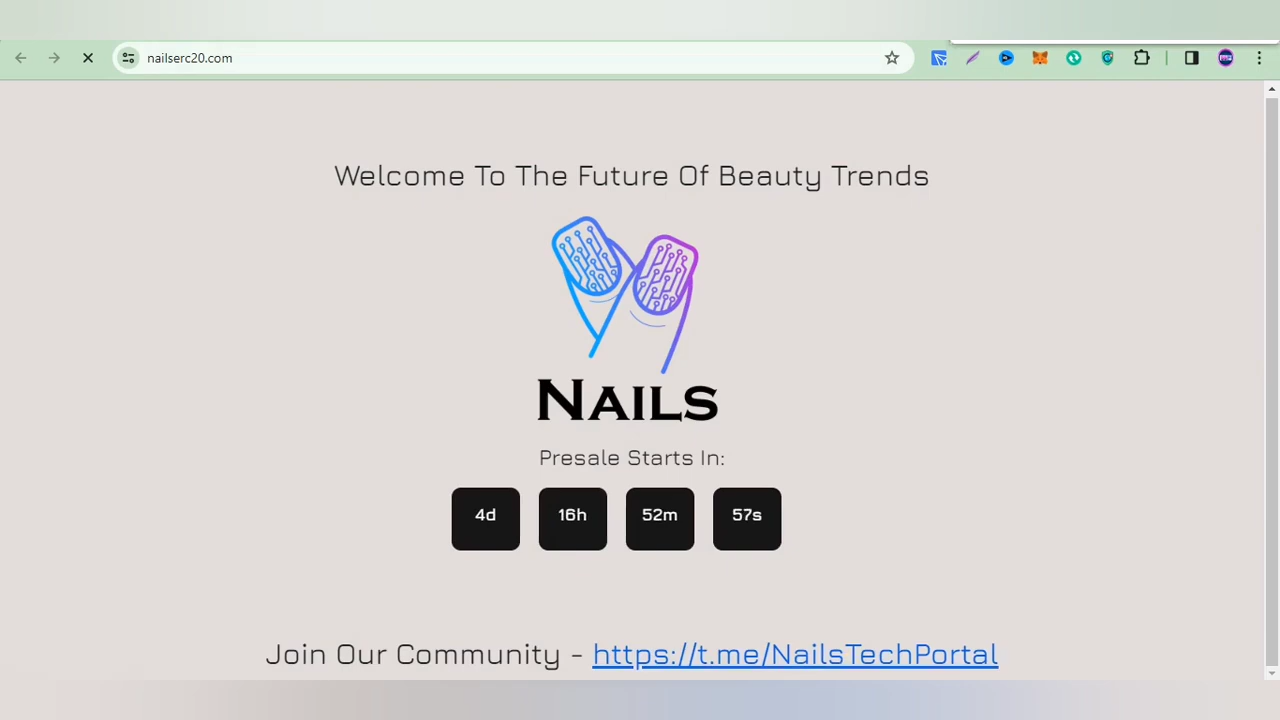 nailserc20.com
Welcome To The Future Of Beauty Trends
NAILS
Presale Starts In:
4d 16h 52m 57s
Join Our Community - https://t.me/NailsTechPortal